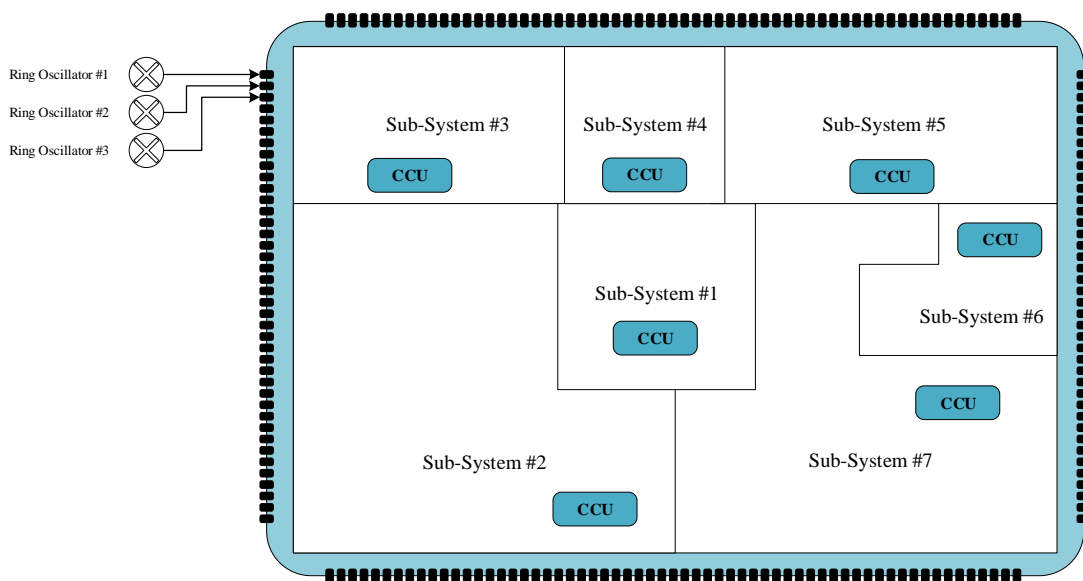 Ring Oscillator #1
Ring Oscillator #2
Ring Oscillator #3
Sub-System #3
CCU
Sub-System #4
CCU
Sub-System #5
CCU
CCU
Sub-System #6
Sub-System #1
CCU
CCU
Sub-System #7
Sub-System #2
CCU